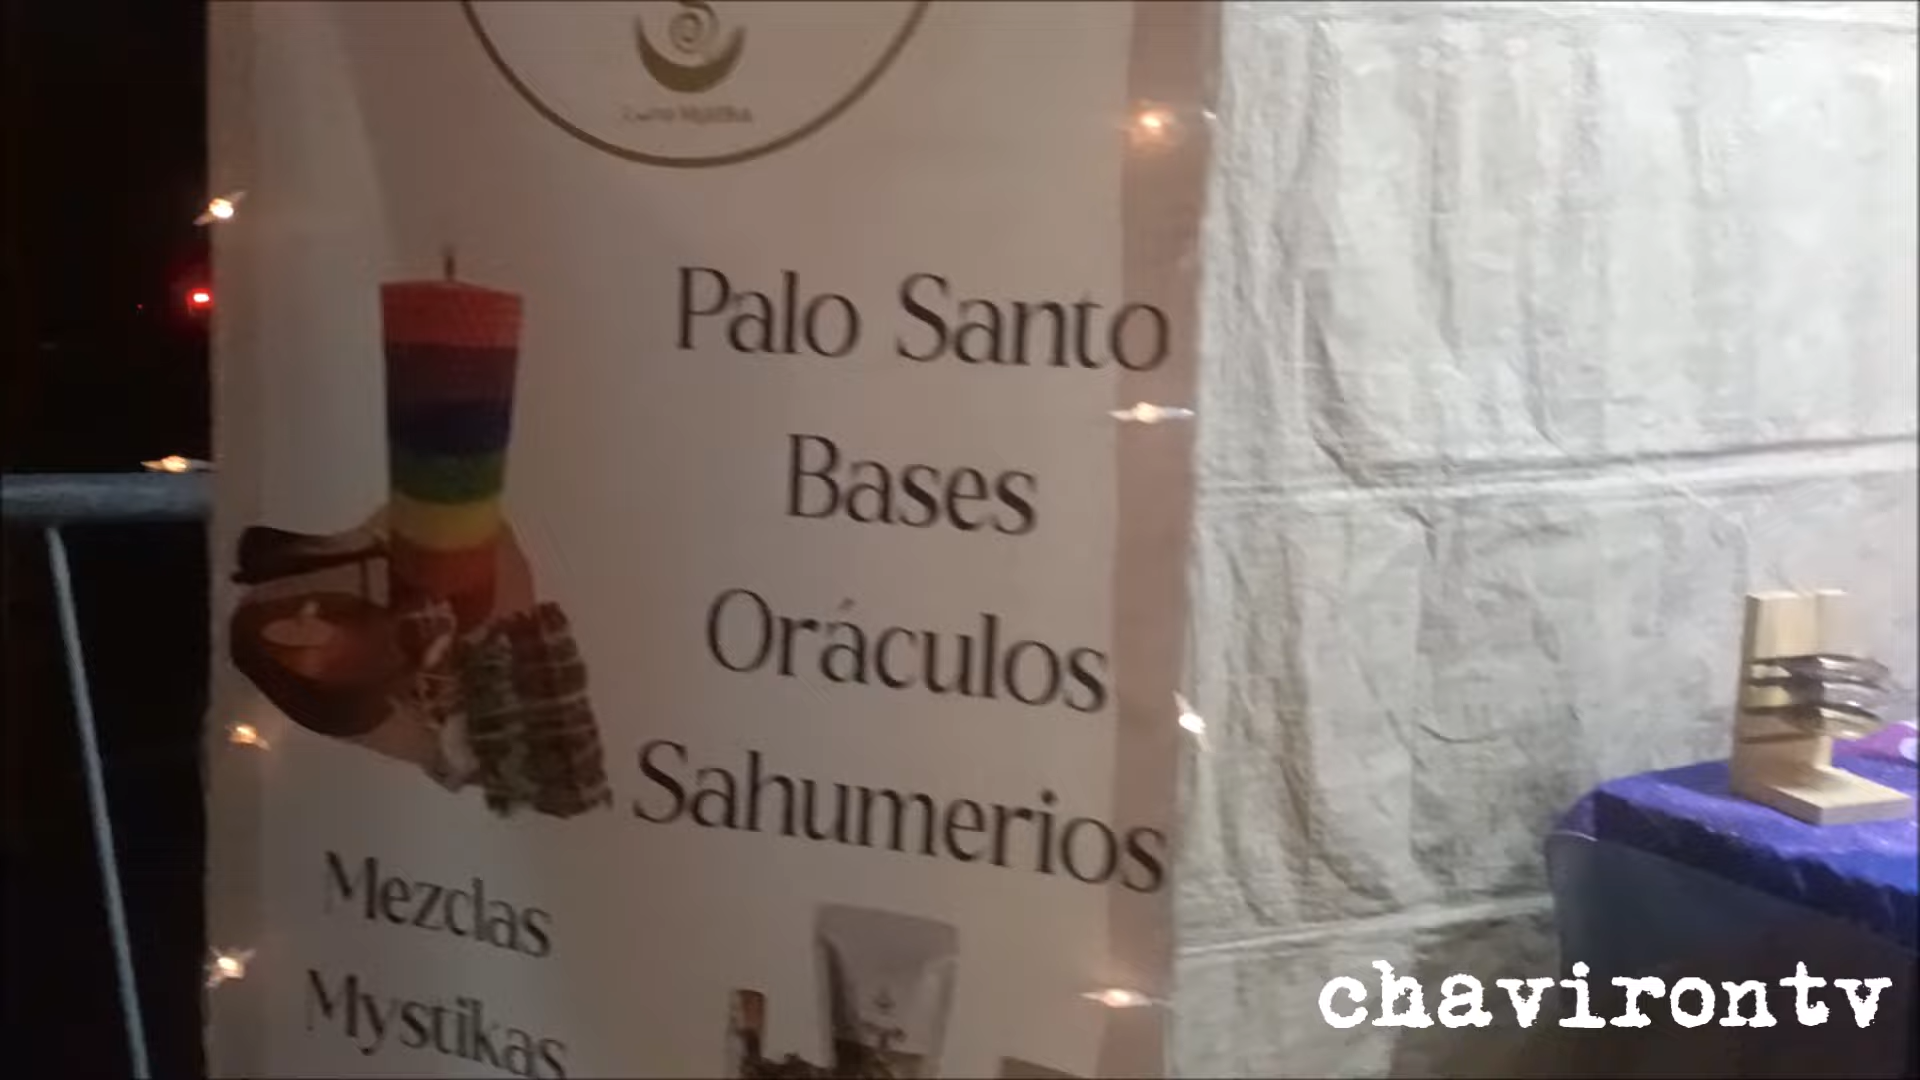 Palo Santo
Bases
Oráculos
Sahumerios
Mezclas
Mystikas
chavirontv